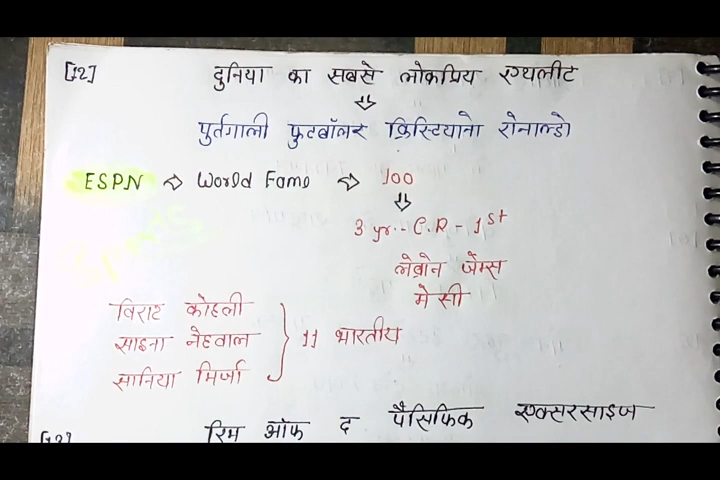 [12] दुनिया का सबसे लोकप्रिय एथलीट
पुर्तगाली फुटबॉलर क्रिस्टियानो रोनाल्डो
ESPN ⇨ World Fame ⇨ 100
3 yr.- C.R - 1st
लेब्रोन जेम्स
मेसी
विराट कोहली
साइना नेहवाल } 11 भारतीय
सानिया मिर्जा
रिम ऑफ द पैसिफिक एक्सरसाइज